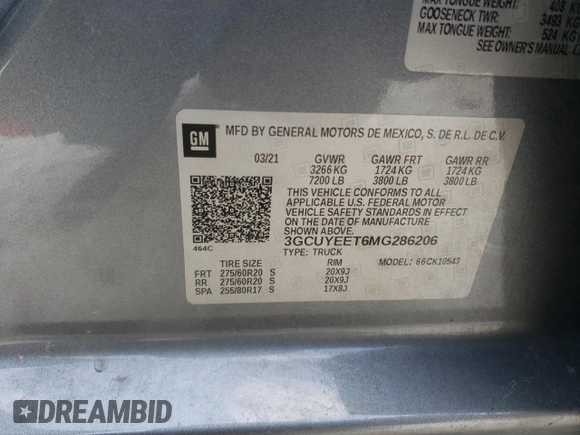 MAX TONGUE WEIGHT: 408 K
GOOSENECK TWR: 3493 KG
MAX TONGUE WEIGHT: 524 KG
SEE OWNER'S MANUAL
GM
MFD BY GENERAL MOTORS DE MEXICO, S. DE R.L. DE C.V.
03/21 GVWR GAWR FRT GAWR RR
3266 KG 1724 KG 1724 KG
7200 LB 3800 LB 3800 LB
THIS VEHICLE CONFORMS TO ALL
APPLICABLE U.S. FEDERAL MOTOR
VEHICLE SAFETY STANDARDS IN EFFECT
ON THE DATE OF MANUFACTURE
SHOWN ABOVE.
3GCUYEET6MG286206
464C
TYPE: TRUCK
TIRE SIZE RIM MODEL: 66CK10543
FRT 275/60R20 S 20X9J
RR 275/60R20 S 20X9J
SPA 255/80R17 S 17X8J
DREAMBID